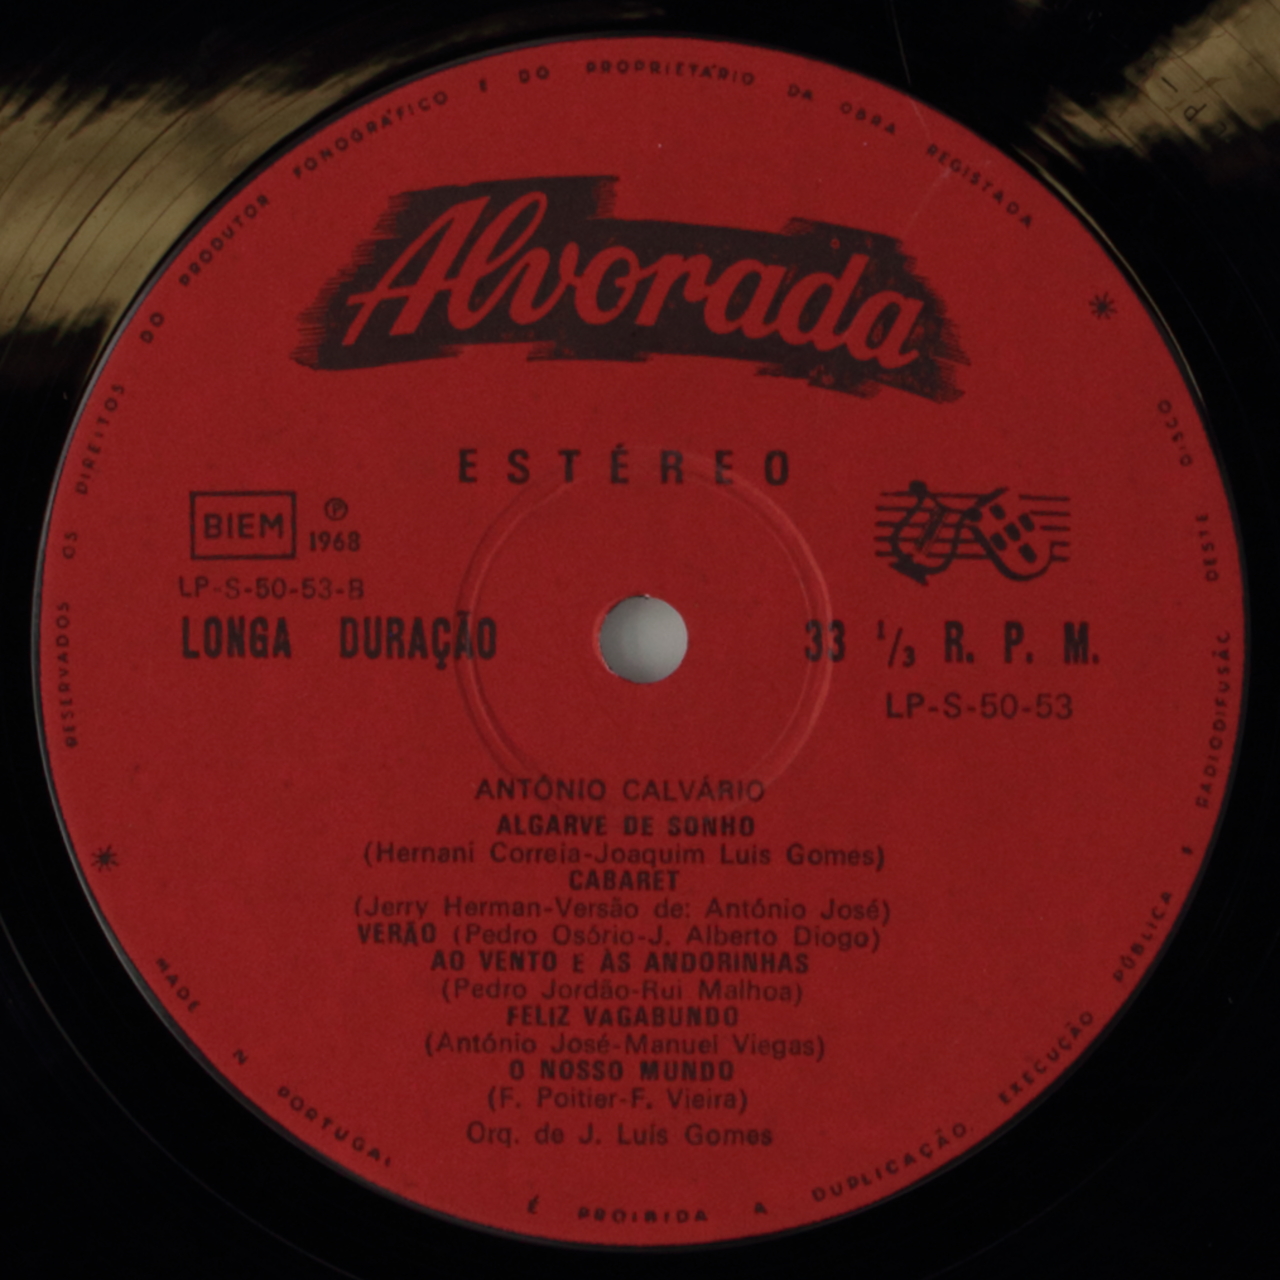 RESERVADOS OS DIREITOS DO PRODUTOR FONOGRÁFICO E DO PROPRIETÁRIO DA OBRA REGISTADA
Alvorada
ESTÉREO
BIEM
℗
1968
LP-S-50-53-B
LONGA DURAÇÃO
33 1/3 R. P. M.
LP-S-50-53
ANTÓNIO CALVÁRIO
ALGARVE DE SONHO
(Hernani Correia-Joaquim Luis Gomes)
CABARET
(Jerry Herman-Versão de: António José)
VERÃO (Pedro Osório-J. Alberto Diogo)
AO VENTO E ÀS ANDORINHAS
(Pedro Jordão-Rui Malhoa)
FELIZ VAGABUNDO
(António José-Manuel Viegas)
O NOSSO MUNDO
(F. Poitier-F. Vieira)
Orq. de J. Luís Gomes
MADE N PORTUGAL
É PROIBIDA A DUPLICAÇÃO, EXECUÇÃO PÚBLICA E RADIODIFUSÃO DESTE DISCO